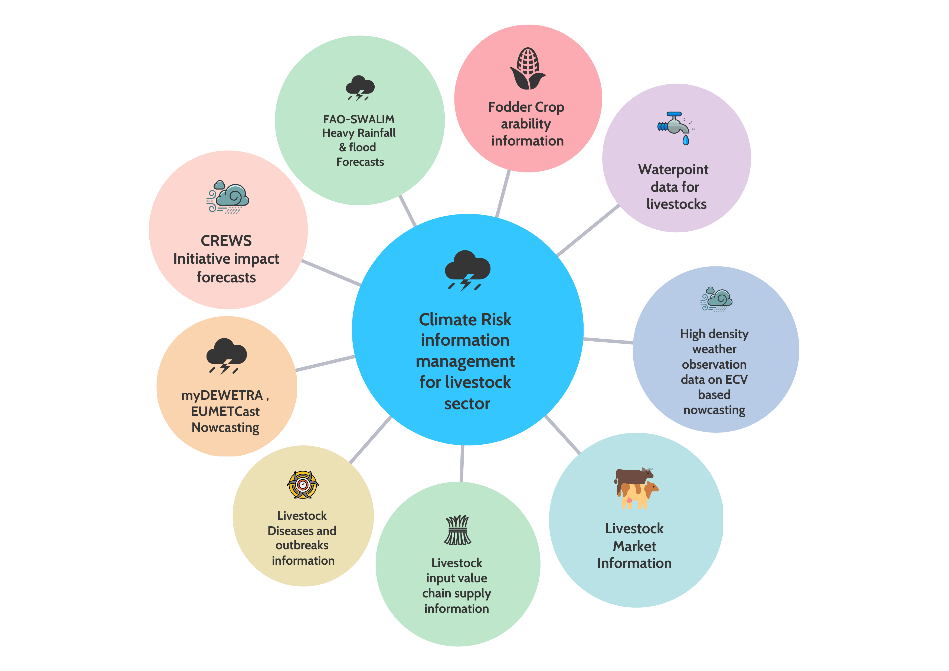 FAO-SWALIM
Heavy Rainfall
& flood
Forecasts
Fodder Crop
arability
information
Waterpoint
data for
livestocks
CREWS
Initiative impact
forecasts
Climate Risk
information
management
for livestock
sector
High density
weather
observation
data on ECV
based
nowcasting
myDEWETRA ,
EUMETCast
Nowcasting
Livestock
Diseases and
outbreaks
information
Livestock
input value
chain supply
information
Livestock
Market
Information